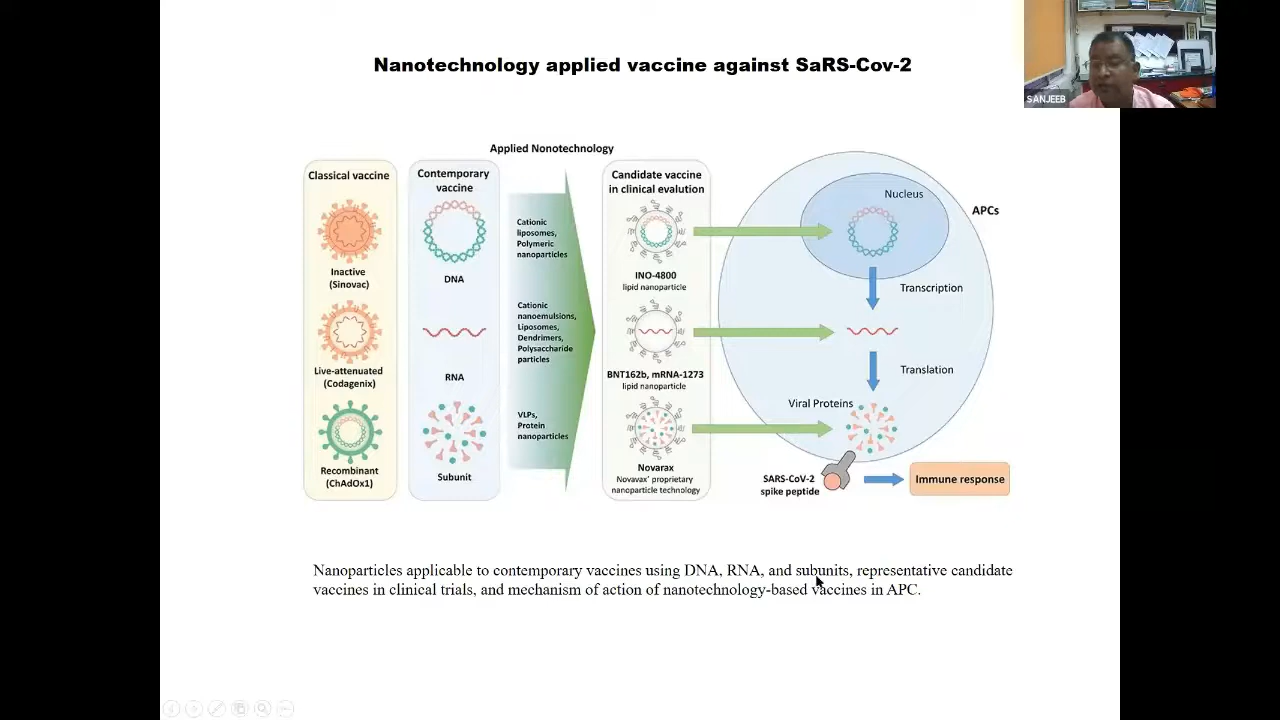 Nanotechnology applied vaccine against SaRS-Cov-2
SANJEEB
Applied Nonotechnology
Classical vaccine
Inactive
(Sinovac)
Live-attenuated
(Codagenix)
Recombinant
(ChAdOx1)
Contemporary
vaccine
DNA
RNA
Subunit
Cationic
liposomes,
Polymeric
nanoparticles
Cationic
nanoemulsions,
Liposomes,
Dendrimers,
Polysaccharide
particles
VLPs,
Protein
nanoparticles
Candidate vaccine
in clinical evalution
INO-4800
lipid nanoparticle
BNT162b, mRNA-1273
lipid nanoparticle
Novarax
Novavax' proprietary
nanoparticle technology
Nucleus
APCs
Transcription
Translation
Viral Proteins
SARS-CoV-2
spike peptide
Immune response
Nanoparticles applicable to contemporary vaccines using DNA, RNA, and subunits, representative candidate
vaccines in clinical trials, and mechanism of action of nanotechnology-based vaccines in APC.